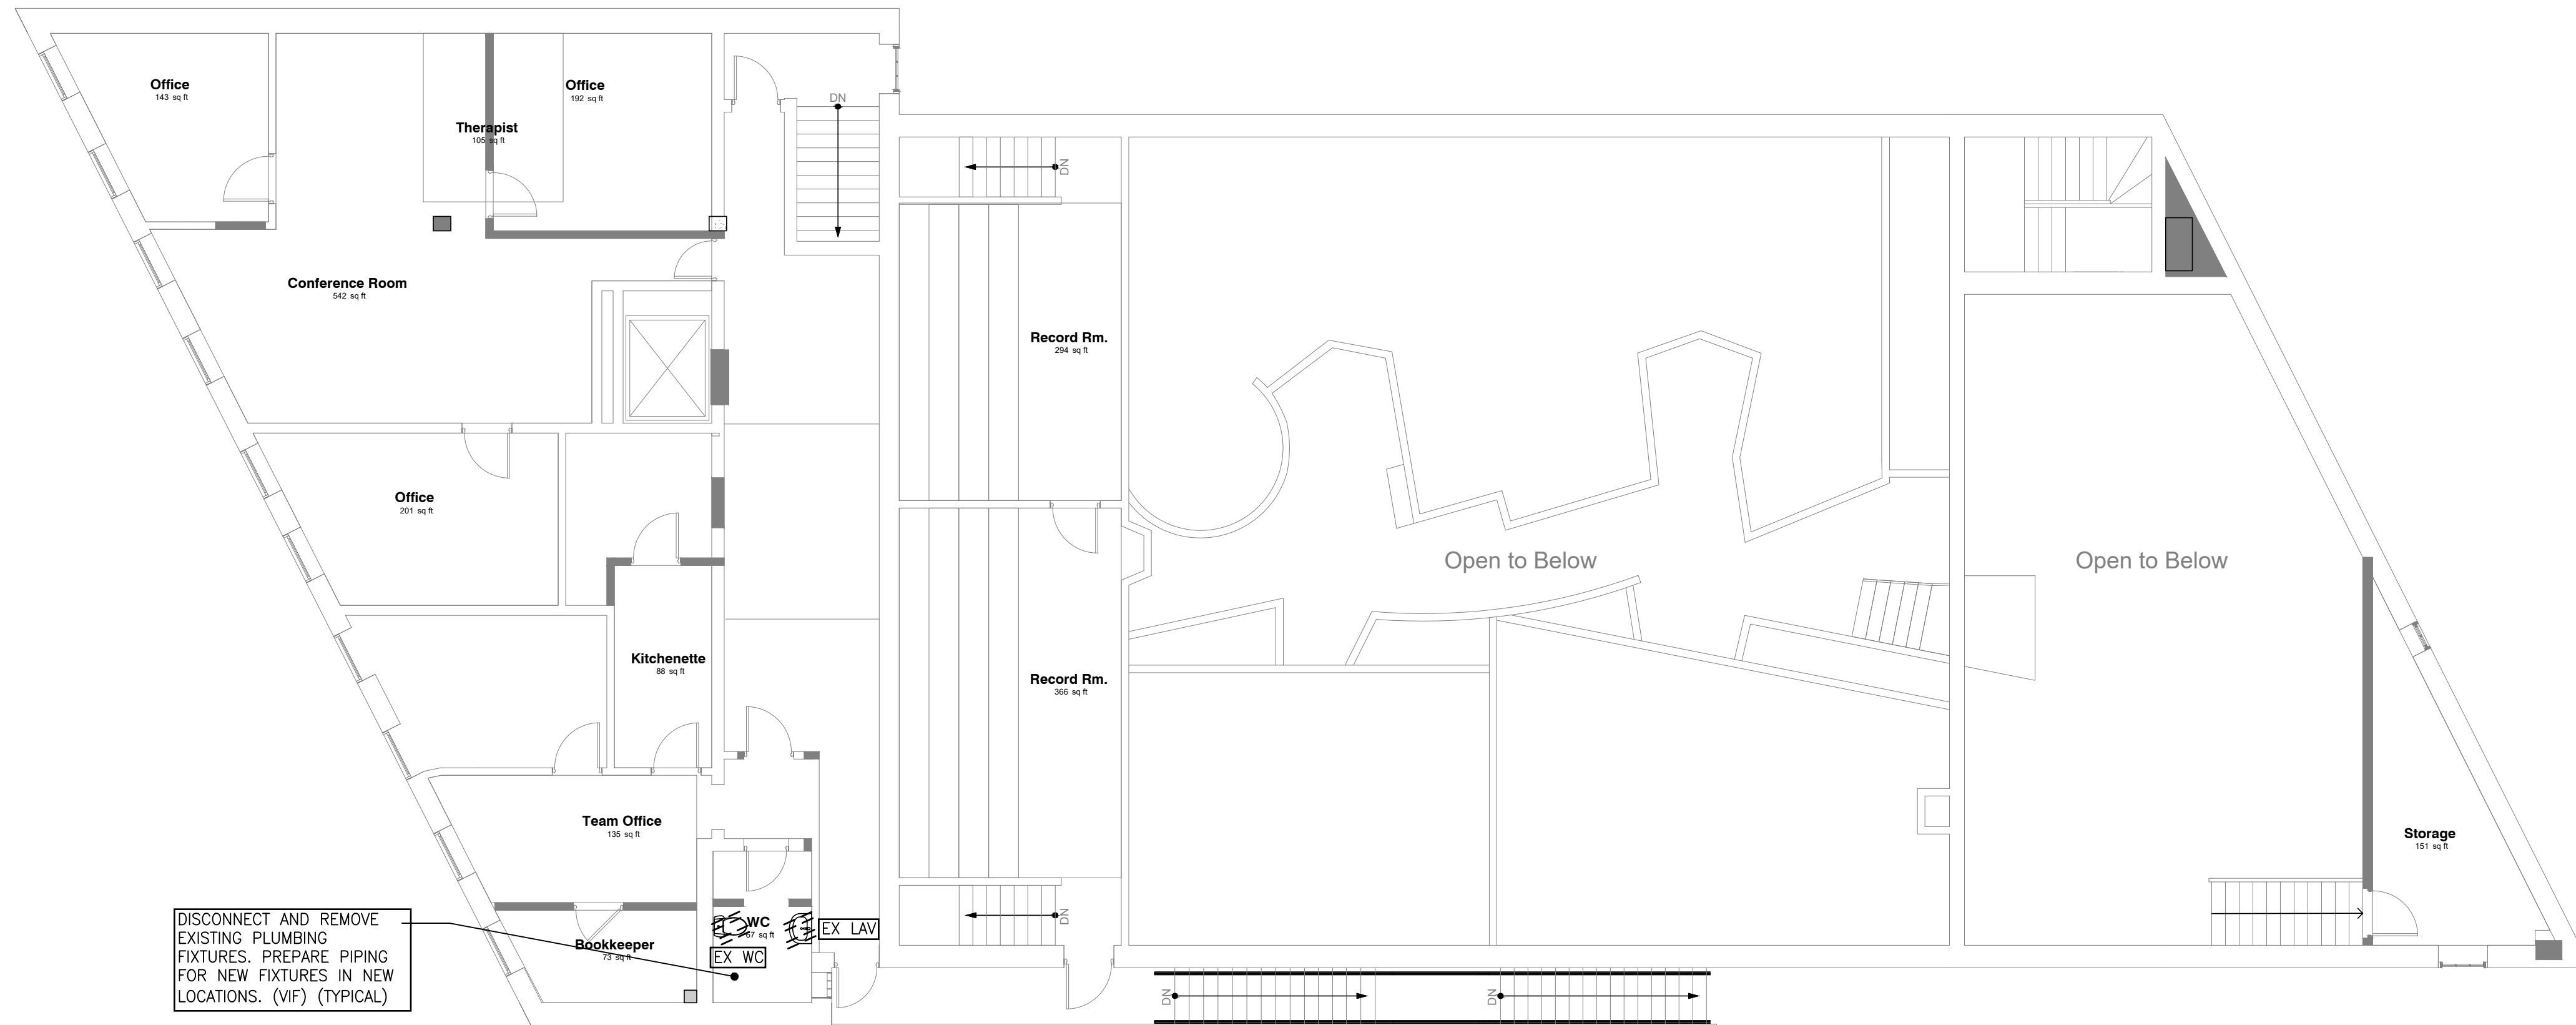 Office
143 sq ft
Office
192 sq ft
DN
Therapist
105 sq ft
DN
Conference Room
542 sq ft
Record Rm.
294 sq ft
Office
201 sq ft
Open to Below
Open to Below
Kitchenette
88 sq ft
Record Rm.
366 sq ft
Team Office
135 sq ft
Storage
151 sq ft
DISCONNECT AND REMOVE
EXISTING PLUMBING
FIXTURES. PREPARE PIPING
FOR NEW FIXTURES IN NEW
LOCATIONS. (VIF) (TYPICAL)
WC
67 sq ft
EX LAV
DN
Bookkeeper
73 sq ft
EX WC
DN
DN